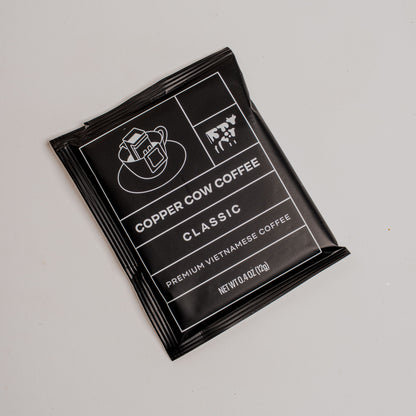 COPPER COW COFFEE
CLASSIC
PREMIUM VIETNAMESE COFFEE
NET WT 0.4 OZ (12g)